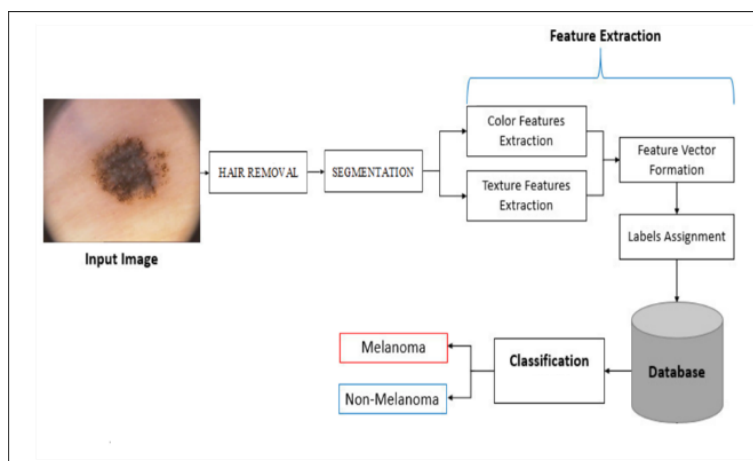 Feature Extraction
Color Features
Extraction
HAIR REMOVAL
SEGMENTATION
Texture Features
Extraction
Feature Vector
Formation
Input Image
Labels Assignment
Melanoma
Non-Melanoma
Classification
Database